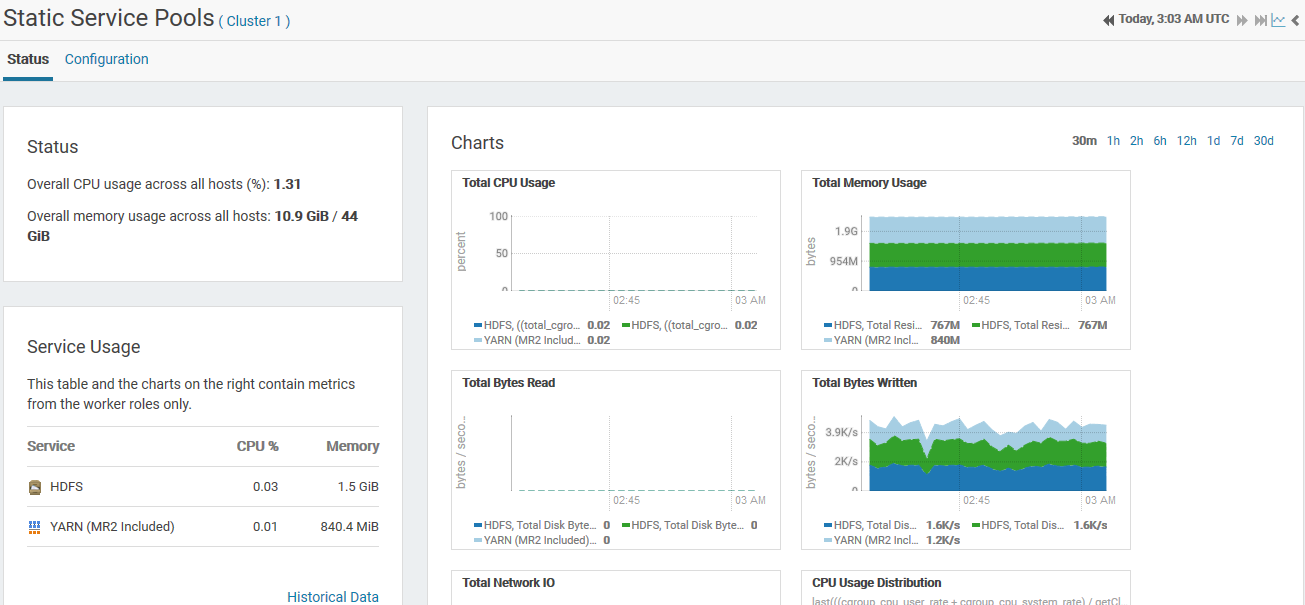 Static Service Pools ( Cluster 1 )
Today, 3:03 AM UTC
Status Configuration
Status
Overall CPU usage across all hosts (%): 1.31
Overall memory usage across all hosts: 10.9 GiB / 44
GiB
Service Usage
This table and the charts on the right contain metrics
from the worker roles only.
Service CPU % Memory
HDFS 0.03 1.5 GiB
YARN (MR2 Included) 0.01 840.4 MiB
Historical Data
Charts
30m 1h 2h 6h 12h 1d 7d 30d
Total CPU Usage
percent
100
50
0
02:45 03 AM
HDFS, ((total_cgro... 0.02 HDFS, ((total_cgro... 0.02
YARN (MR2 Includ... 0.02
Total Memory Usage
bytes
1.9G
954M
0
02:45 03 AM
HDFS, Total Resi... 767M HDFS, Total Resi... 767M
YARN (MR2 Incl... 840M
Total Bytes Read
bytes / seco...
02:45 03 AM
HDFS, Total Disk Byte... 0 HDFS, Total Disk Byte... 0
YARN (MR2 Included)... 0
Total Bytes Written
bytes / seco...
3.9K/s
2K/s
0
02:45 03 AM
HDFS, Total Dis... 1.6K/s HDFS, Total Dis... 1.6K/s
YARN (MR2 Incl... 1.2K/s
Total Network IO
CPU Usage Distribution
last(((cgroup_cpu_user_rate + cgroup_cpu_system_rate) / getCl